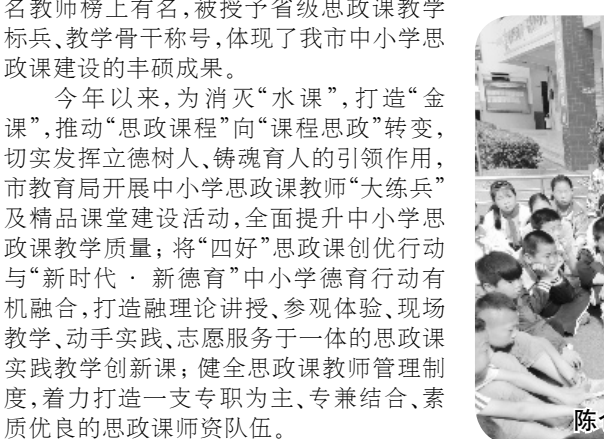 名教师榜上有名,被授予省级思政课教学
标兵、教学骨干称号,体现了我市中小学思
政课建设的丰硕成果。
今年以来,为消灭“水课”,打造“金
课”,推动“思政课程”向“课程思政”转变,
切实发挥立德树人、铸魂育人的引领作用,
市教育局开展中小学思政课教师“大练兵”
及精品课堂建设活动,全面提升中小学思
政课教学质量;将“四好”思政课创优行动
与“新时代 · 新德育”中小学德育行动有
机融合,打造融理论讲授、参观体验、现场
教学、动手实践、志愿服务于一体的思政课
实践教学创新课;健全思政课教师管理制
度,着力打造一支专职为主、专兼结合、素
质优良的思政课师资队伍。
陈